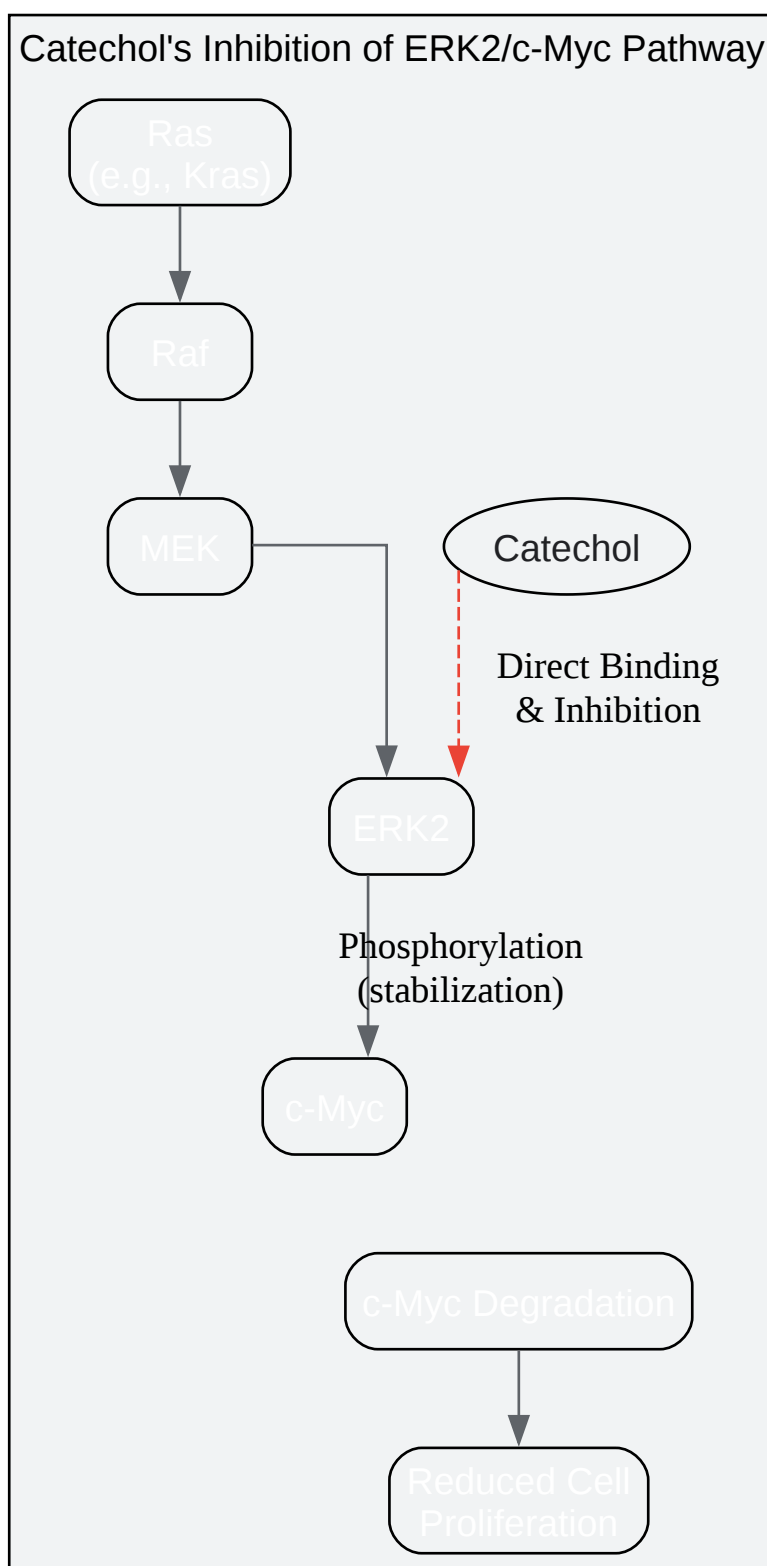 Catechol's Inhibition of ERK2/c-Myc Pathway
Ras
(e.g., Kras)
Raf
MEK
Catechol
Direct Binding
& Inhibition
ERK2
Phosphorylation
(stabilization)
c-Myc
c-Myc Degradation
Reduced Cell
Proliferation